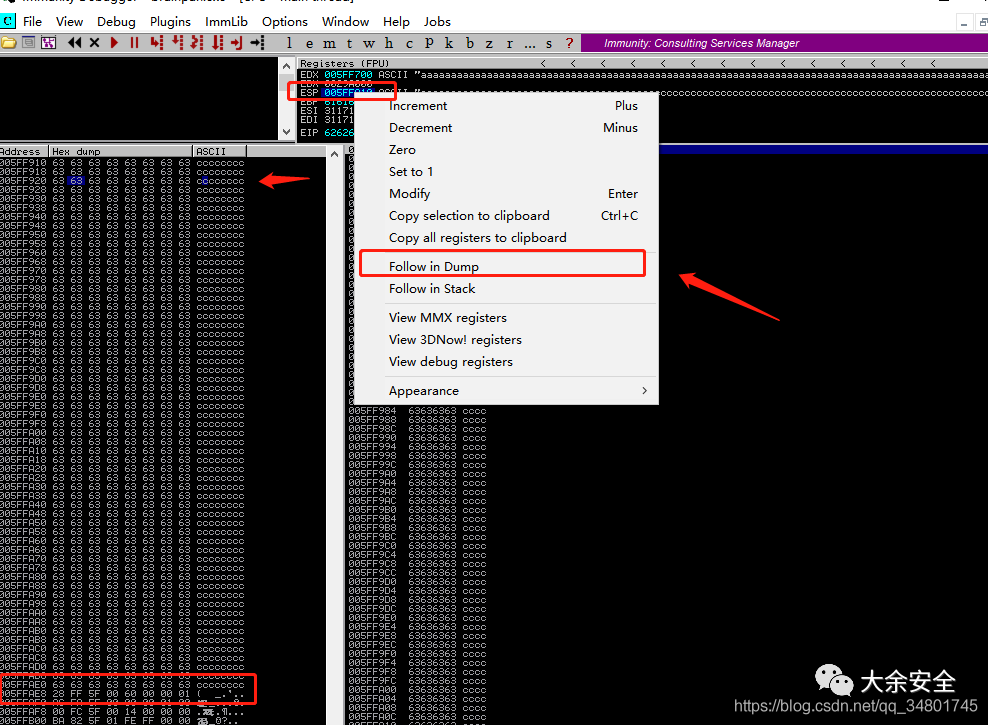 File View Debug Plugins ImmLib Options Window Help Jobs
l e m t w h c P k b z r ... s ?
Immunity: Consulting Services Manager
Registers (FPU)
EDX 005FF700 ASCII "aaaaaaaaaaaaaaaaaaaaaaaa
ESP 005FF910 ASCII "
ESI 31171
EDI 31171
EIP 62626
Increment Plus
Decrement Minus
Zero
Set to 1
Modify Enter
Copy selection to clipboard Ctrl+C
Copy all registers to clipboard
Follow in Dump
Follow in Stack
View MMX registers
View 3DNow! registers
View debug registers
Appearance
Address Hex dump ASCII
005FF910 63 63 63 63 63 63 63 63 cccccccc
005FF918 63 63 63 63 63 63 63 63 cccccccc
005FF920 63 63 63 63 63 63 63 63 cccccccc
005FF928 63 63 63 63 63 63 63 63 cccccccc
005FF930 63 63 63 63 63 63 63 63 cccccccc
005FF938 63 63 63 63 63 63 63 63 cccccccc
005FF940 63 63 63 63 63 63 63 63 cccccccc
005FF948 63 63 63 63 63 63 63 63 cccccccc
005FF950 63 63 63 63 63 63 63 63 cccccccc
005FF958 63 63 63 63 63 63 63 63 cccccccc
005FF960 63 63 63 63 63 63 63 63 cccccccc
005FF968 63 63 63 63 63 63 63 63 cccccccc
005FF970 63 63 63 63 63 63 63 63 cccccccc
005FF978 63 63 63 63 63 63 63 63 cccccccc
005FF980 63 63 63 63 63 63 63 63 cccccccc
005FF988 63 63 63 63 63 63 63 63 cccccccc
005FF990 63 63 63 63 63 63 63 63 cccccccc
005FF998 63 63 63 63 63 63 63 63 cccccccc
005FF9A0 63 63 63 63 63 63 63 63 cccccccc
005FF9A8 63 63 63 63 63 63 63 63 cccccccc
005FF9B0 63 63 63 63 63 63 63 63 cccccccc
005FF9B8 63 63 63 63 63 63 63 63 cccccccc
005FF9C0 63 63 63 63 63 63 63 63 cccccccc
005FF9C8 63 63 63 63 63 63 63 63 cccccccc
005FF9D0 63 63 63 63 63 63 63 63 cccccccc
005FF9D8 63 63 63 63 63 63 63 63 cccccccc
005FF9E0 63 63 63 63 63 63 63 63 cccccccc
005FF9E8 63 63 63 63 63 63 63 63 cccccccc
005FF9F0 63 63 63 63 63 63 63 63 cccccccc
005FF9F8 63 63 63 63 63 63 63 63 cccccccc
005FFA00 63 63 63 63 63 63 63 63 cccccccc
005FFA08 63 63 63 63 63 63 63 63 cccccccc
005FFA10 63 63 63 63 63 63 63 63 cccccccc
005FFA18 63 63 63 63 63 63 63 63 cccccccc
005FFA20 63 63 63 63 63 63 63 63 cccccccc
005FFA28 63 63 63 63 63 63 63 63 cccccccc
005FFA30 63 63 63 63 63 63 63 63 cccccccc
005FFA38 63 63 63 63 63 63 63 63 cccccccc
005FFA40 63 63 63 63 63 63 63 63 cccccccc
005FFA48 63 63 63 63 63 63 63 63 cccccccc
005FFA50 63 63 63 63 63 63 63 63 cccccccc
005FFA58 63 63 63 63 63 63 63 63 cccccccc
005FFA60 63 63 63 63 63 63 63 63 cccccccc
005FFA68 63 63 63 63 63 63 63 63 cccccccc
005FFA70 63 63 63 63 63 63 63 63 cccccccc
005FFA78 63 63 63 63 63 63 63 63 cccccccc
005FFA80 63 63 63 63 63 63 63 63 cccccccc
005FFA88 63 63 63 63 63 63 63 63 cccccccc
005FFA90 63 63 63 63 63 63 63 63 cccccccc
005FFA98 63 63 63 63 63 63 63 63 cccccccc
005FFAA0 63 63 63 63 63 63 63 63 cccccccc
005FFAA8 63 63 63 63 63 63 63 63 cccccccc
005FFAB0 63 63 63 63 63 63 63 63 cccccccc
005FFAB8 63 63 63 63 63 63 63 63 cccccccc
005FFAC0 63 63 63 63 63 63 63 63 cccccccc
005FFAC8 63 63 63 63 63 63 63 63 cccccccc
005FFAD0 63 63 63 63 63 63 63 63 cccccccc
005FFAE0 63 63 63 63 63 63 63 63 cccccccc
005FFAE8 28 FF 5F 00 60 00 00 01
005FFAF8 00 FC 5F 00 14 00 00 00
005FFB00 BA 82 5F 01 FE FF 00 00
005FF984 63636363 cccc
005FF988 63636363 cccc
005FF98C 63636363 cccc
005FF990 63636363 cccc
005FF994 63636363 cccc
005FF998 63636363 cccc
005FF99C 63636363 cccc
005FF9A0 63636363 cccc
005FF9A4 63636363 cccc
005FF9A8 63636363 cccc
005FF9AC 63636363 cccc
005FF9B0 63636363 cccc
005FF9B4 63636363 cccc
005FF9B8 63636363 cccc
005FF9BC 63636363 cccc
005FF9C0 63636363 cccc
005FF9C4 63636363 cccc
005FF9C8 63636363 cccc
005FF9CC 63636363 cccc
005FF9D0 63636363 cccc
005FF9D4 63636363 cccc
005FF9D8 63636363 cccc
005FF9DC 63636363 cccc
005FF9E0 63636363 cccc
005FF9E4 63636363 cccc
005FF9E8 63636363 cccc
005FF9EC 63636363 cccc
005FF9F0 63636363 cccc
005FF9F4 63636363 cccc
005FF9F8 63636363 cccc
005FF9FC 63636363 cccc
005FFA00 63636363 cccc
005FFA04 63636363 cccc
005FFA08 63636363 cccc
005FFA0C 63636363 cccc
大余安全
https://blog.csdn.net/qq_34801745